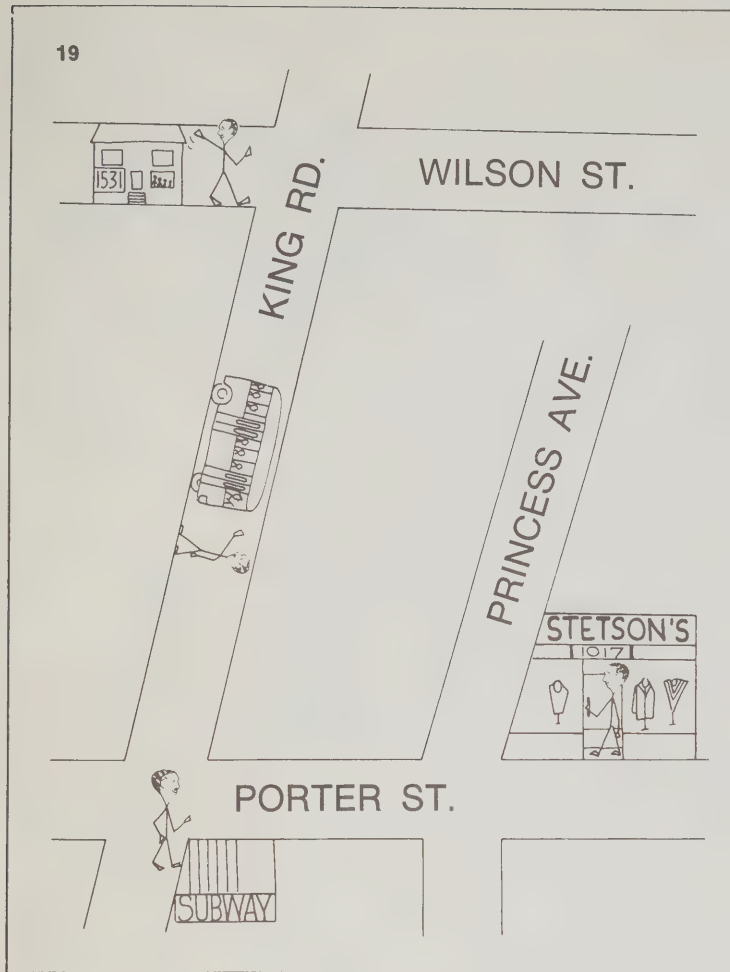 19
WILSON ST.
1531
KING RD.
PRINCESS AVE.
STETSON'S
1017
PORTER ST.
SUBWAY